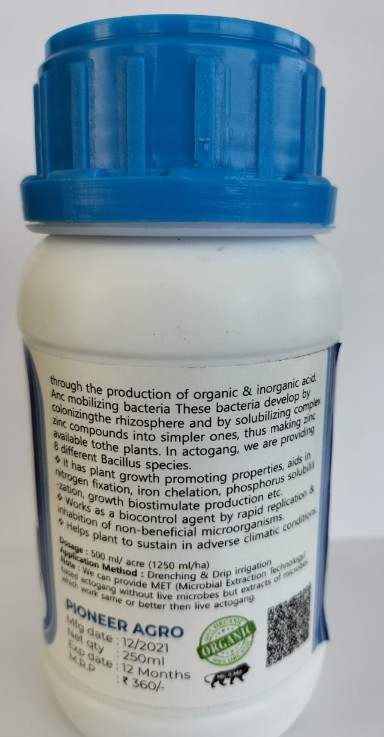 through the production of organic & inorganic acid.
Anc mobilizing bacteria These bacteria develop by
colonizingthe rhizosphere and by solubilizing complex
zinc compounds into simpler ones, thus making zinc
available tothe plants. In actogang, we are providing
8 different Bacillus species.
❖ It has plant growth promoting properties, aids in
nitrogen fixation, iron chelation, phosphorus solubili
-zation, growth biostimulate production etc.
❖ Works as a biocontrol agent by rapid replication &
inhibation of non-beneficial microorganisms.
❖ Helps plant to sustain in adverse climatic conditions.
Dosage : 500 ml/ acre (1250 ml/ha)
Application Method : Drenching & Drip irrigation
Note : We can provide MET (Microbial Extraction Technology)
based actogang without live microbes but extracts of microbes
which work same or better then live actogang.
PIONEER AGRO
Mfg date : 12/2021
Net qty : 250ml
Exp date : 12 Months
M.R.P : ₹ 360/-
ORGANIC